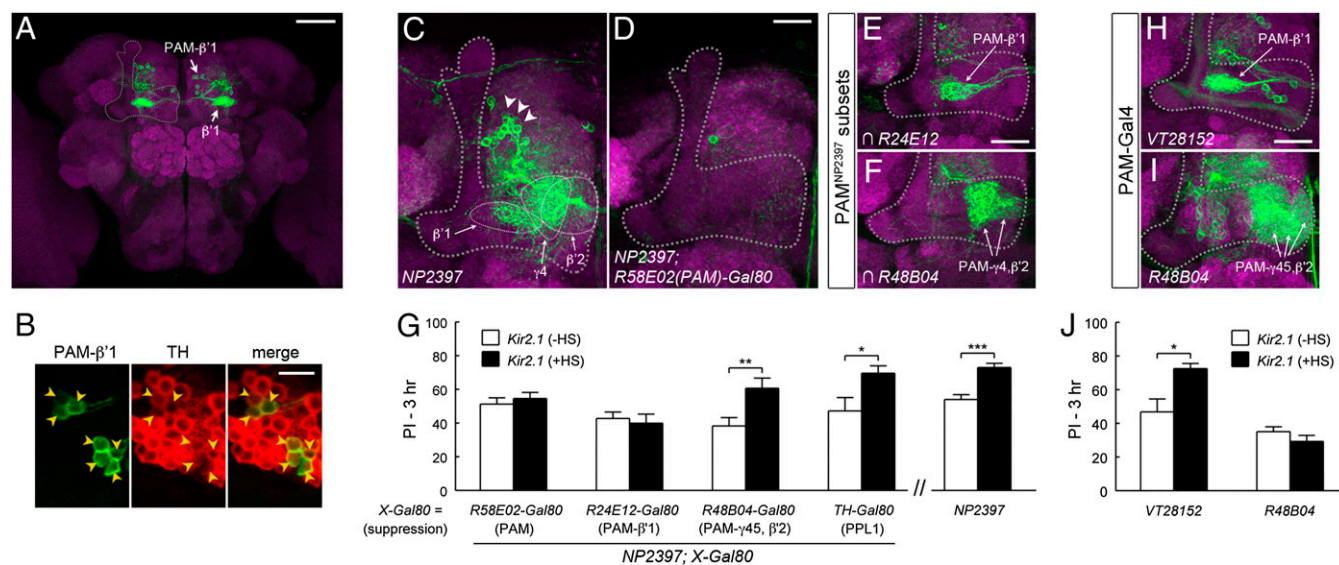 A
PAM-β'1
β'1
B
PAM-β'1
TH
merge
C
β'1
γ4
β'2
NP2397
D
NP2397;
R58E02(PAM)-Gal80
PAM^NP2397 subsets
E
PAM-β'1
∩ R24E12
F
PAM-γ4,β'2
∩ R48B04
PAM-Gal4
H
PAM-β'1
VT28152
I
PAM-γ45,β'2
R48B04
G
100
80
60
40
20
0
PI - 3 hr
Kir2.1 (-HS)
Kir2.1 (+HS)
**
*
***
//
X-Gal80 =
(suppression)
R58E02-Gal80
(PAM)
R24E12-Gal80
(PAM-β'1)
R48B04-Gal80
(PAM-γ45, β'2)
TH-Gal80
(PPL1)
NP2397
NP2397; X-Gal80
J
100
80
60
40
20
0
PI - 3 hr
Kir2.1 (-HS)
Kir2.1 (+HS)
*
VT28152
R48B04